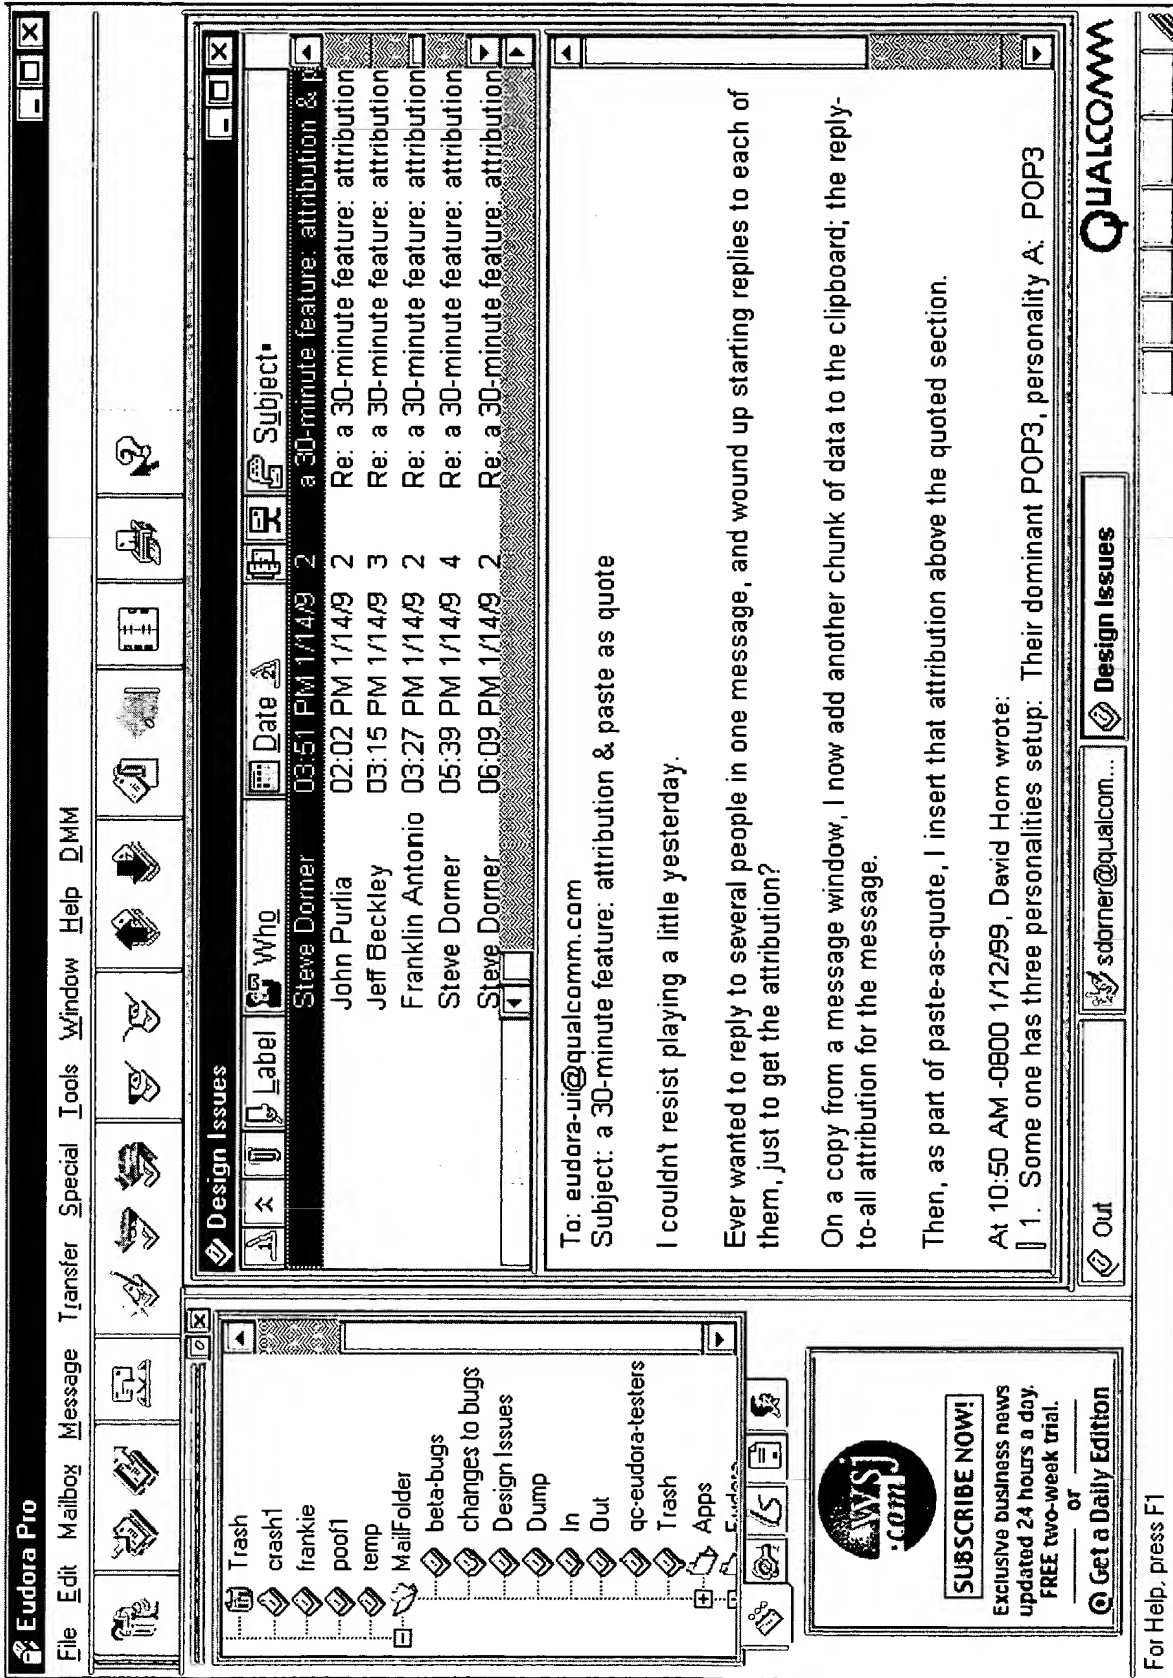 Eudora Pro
File Edit Mailbox Message Transfer Special Tools Window Help DMM
Trash
crash1
frankie
poof1
temp
MailFolder
beta-bugs
changes to bugs
Design Issues
Dump
In
Out
qc-eudora-testers
Trash
Apps
wsj
.com
SUBSCRIBE NOW!
Exclusive business news
updated 24 hours a day.
FREE two-week trial.
or
Get a Daily Edition
Design Issues
Label Who Date Subject
Steve Dorner 03:51 PM 1/14/9 2 a 30-minute feature: attribution & p
John Purlia 02:02 PM 1/14/9 2 Re: a 30-minute feature: attribution
Jeff Beckley 03:15 PM 1/14/9 3 Re: a 30-minute feature: attribution
Franklin Antonio 03:27 PM 1/14/9 2 Re: a 30-minute feature: attribution
Steve Dorner 05:39 PM 1/14/9 4 Re: a 30-minute feature: attribution
Steve Dorner 06:09 PM 1/14/9 2 Re: a 30-minute feature: attribution
To: eudora-ui@qualcomm.com
Subject: a 30-minute feature: attribution & paste as quote
I couldn't resist playing a little yesterday.
Ever wanted to reply to several people in one message, and wound up starting replies to each of
them, just to get the attribution?
On a copy from a message window, I now add another chunk of data to the clipboard; the reply-
to-all attribution for the message.
Then, as part of paste-as-quote, I insert that attribution above the quoted section.
At 10:50 AM -0800 1/12/99, David Hom wrote:
1. Some one has three personalities setup: Their dominant POP3, personality A: POP3
Out
sdorner@qualcom...
Design Issues
QUALCOMM
For Help, press F1